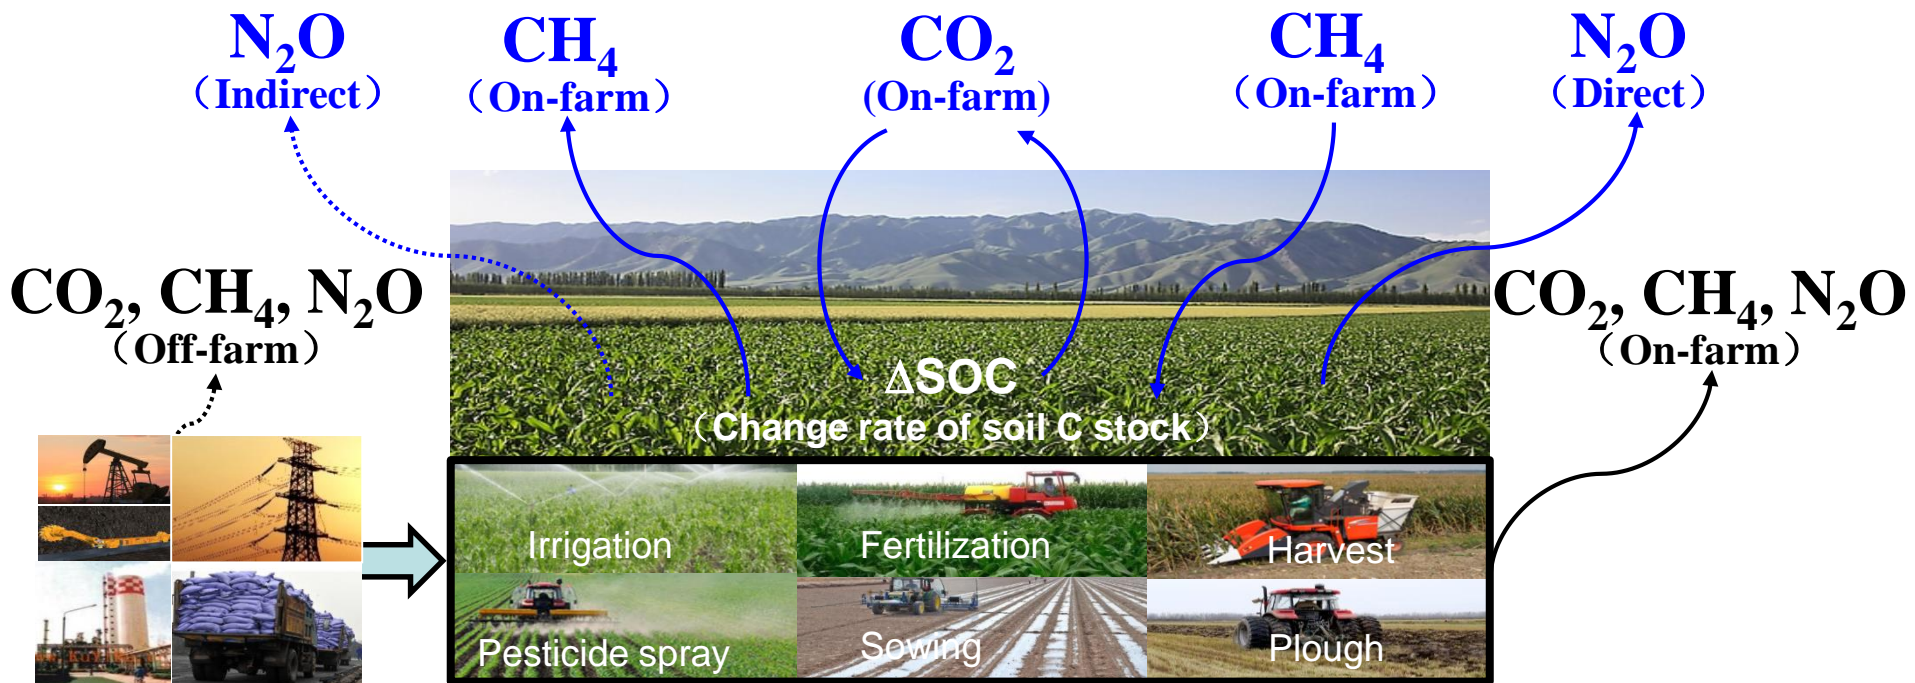 N₂O
（Indirect）
CH₄
（On-farm）
CO₂
(On-farm)
CH₄
（On-farm）
N₂O
（Direct）
CO₂, CH₄, N₂O
（Off-farm）
CO₂, CH₄, N₂O
（On-farm）
ΔSOC
（Change rate of soil C stock）
Irrigation
Fertilization
Harvest
Pesticide spray
Sowing
Plough